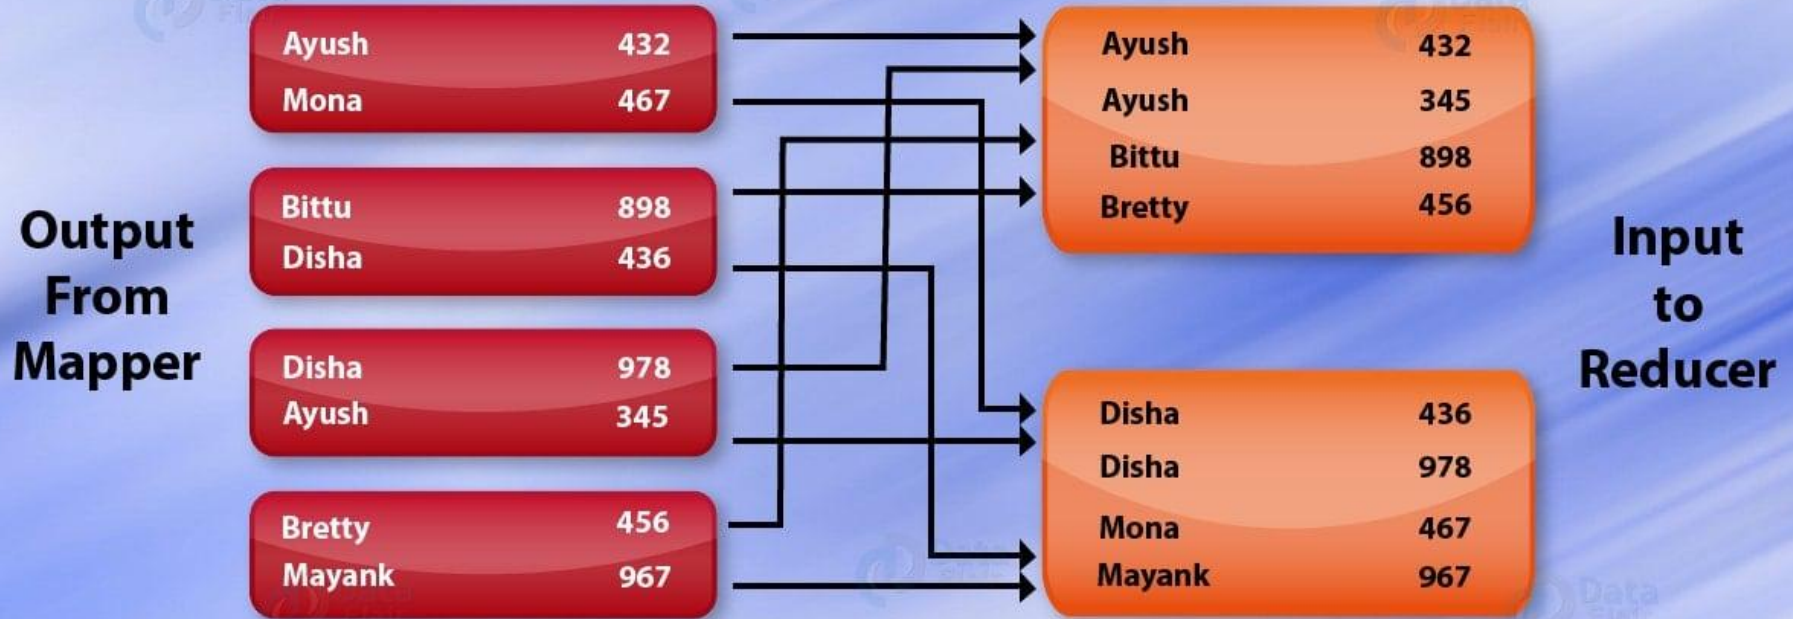 Output
From
Mapper
Ayush 432
Mona 467
Bittu 898
Disha 436
Disha 978
Ayush 345
Bretty 456
Mayank 967
Ayush 432
Ayush 345
Bittu 898
Bretty 456
Disha 436
Disha 978
Mona 467
Mayank 967
Input
to
Reducer
Data